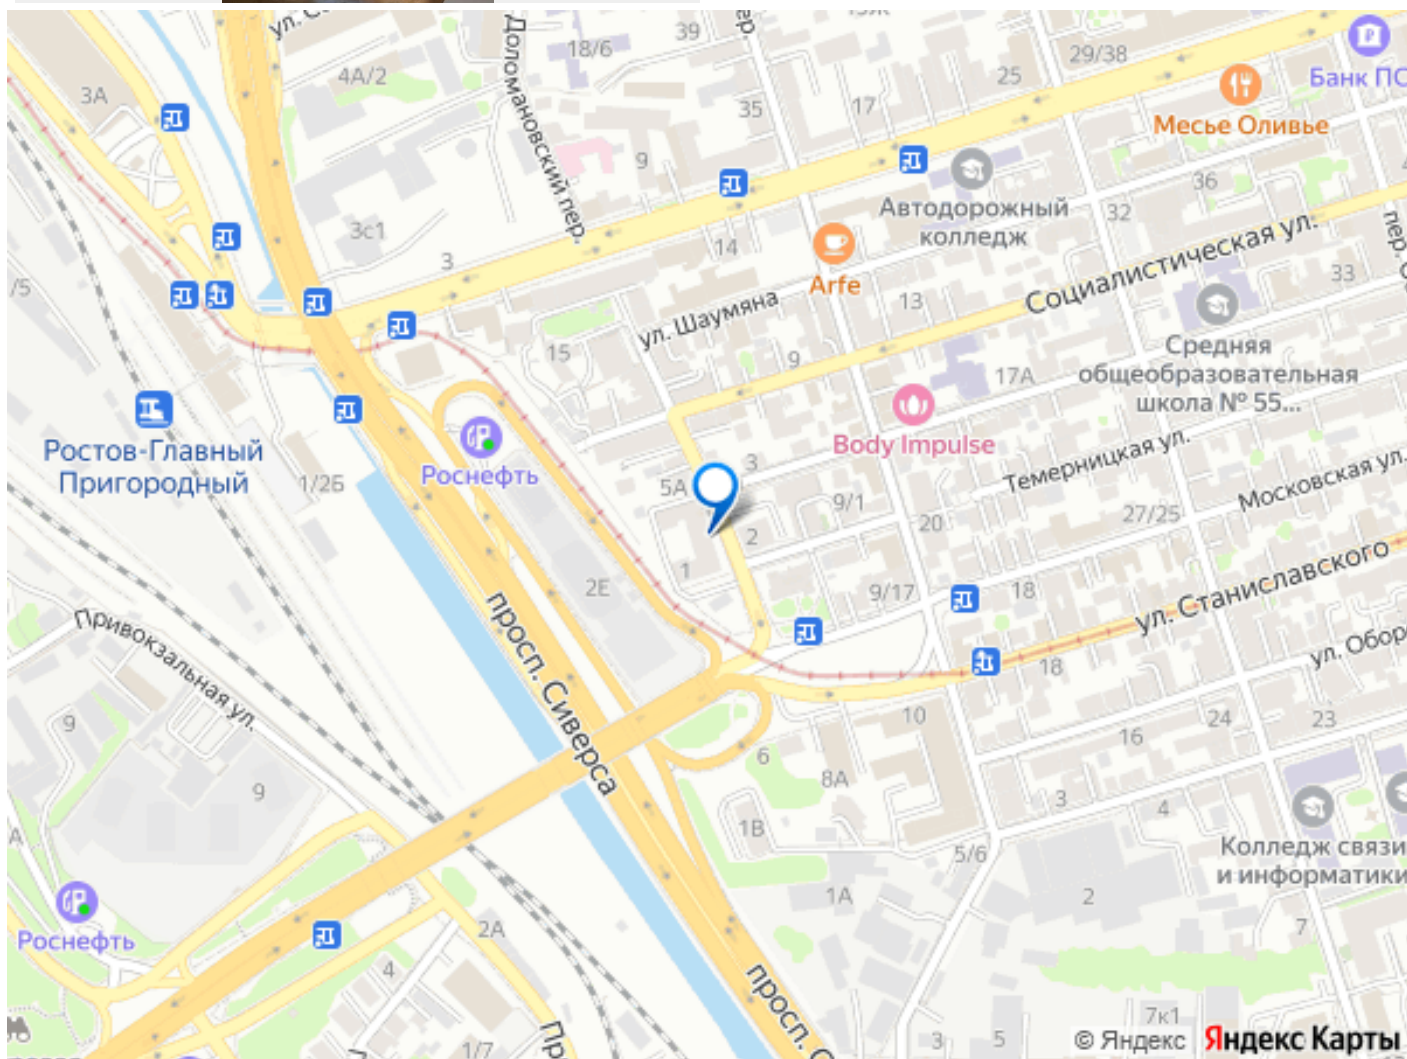 39
18/6
29/38
Банк ПС
4А/2
25
3А
Доломановский пер.
35
17
Месье Оливье
9
36
Автодорожный
колледж
32
3с1
14
3
Социалистическая ул.
33
/5
Arfe
13
ул. Шаумяна
15
9
Средняя
общеобразовательная
школа № 55...
17А
Ростов-Главный
Пригородный
1/2Б
Роснефть
Body Impulse
3
5А
Темерницкая ул.
Московская ул.
9/1
27/25
20
2
1
2Е
9/17
18
ул. Станиславского
просп. Сиверса
Привокзальная ул.
18
ул. Обор
10
24
23
16
9
6
8А
9
3
4
1В
5/6
Колледж связи
и информатики
1А
2
Роснефть
2А
7
4
просп. С
Пр
7к1
3
5
1/7
© Яндекс Яндекс Карты